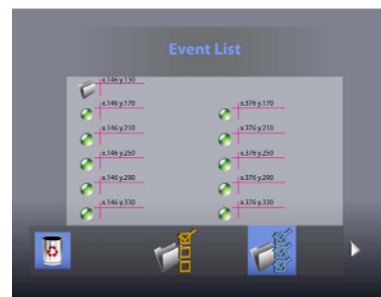 Event List
x.146 y.130
x.146 y.170 x.376 y.170
x.146 y.210 x.376 y.210
x.146 y.250 x.376 y.250
x.146 y.290 x.376 y.290
x.146 y.330 x.376 y.330